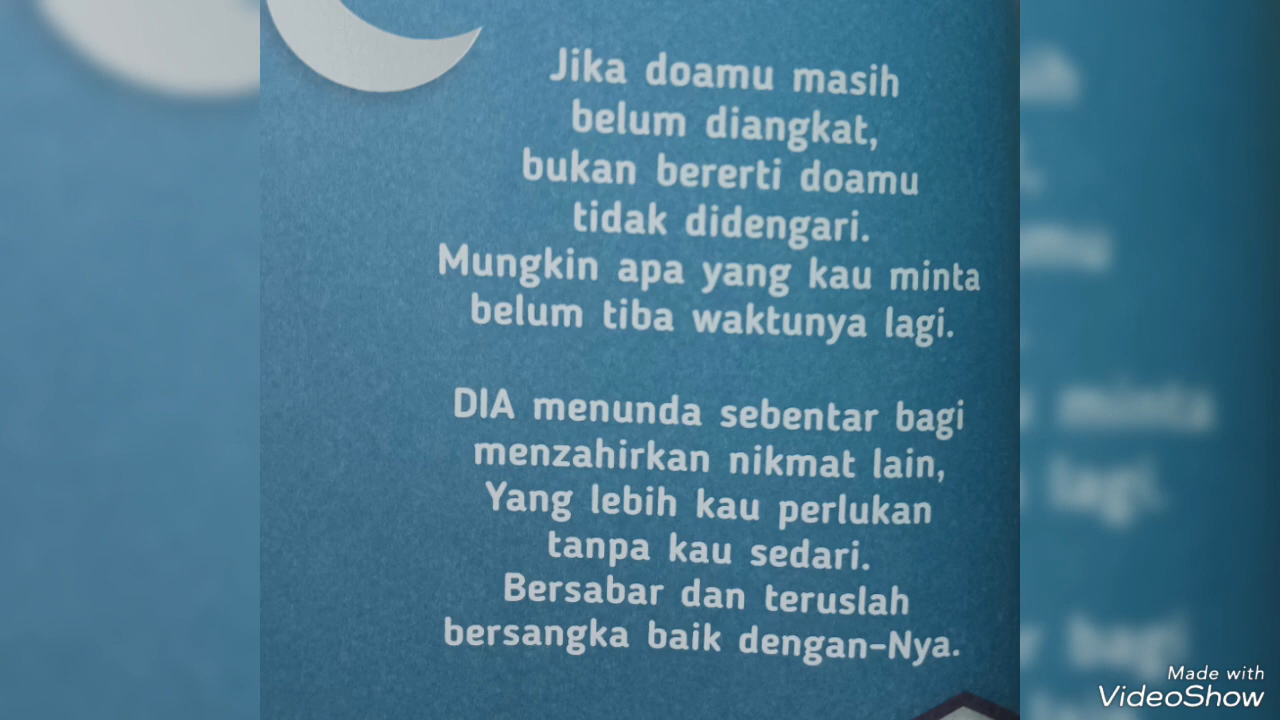 Jika doamu masih
belum diangkat,
bukan bererti doamu
tidak didengari.
Mungkin apa yang kau minta
belum tiba waktunya lagi.
DIA menunda sebentar bagi
menzahirkan nikmat lain,
Yang lebih kau perlukan
tanpa kau sedari.
Bersabar dan teruslah
bersangka baik dengan-Nya.
Made with
VideoShow